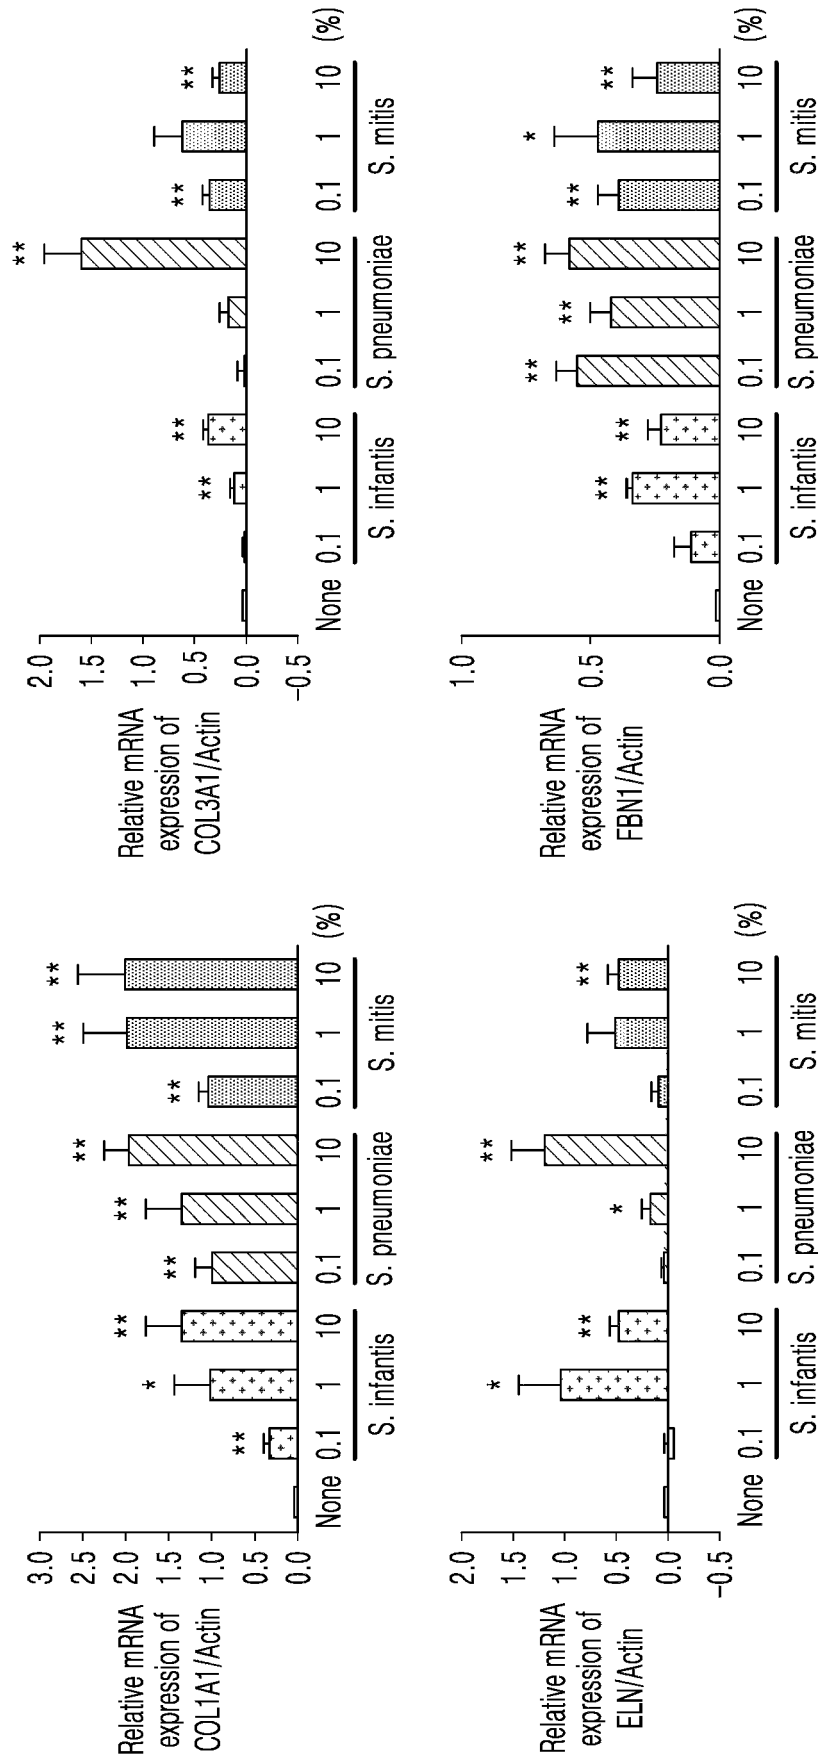 Relative mRNA
expression of
COL1A1/Actin
3.0
2.5
2.0
1.5
1.0
0.5
0.0
** * ** ** ** ** ** ** **
None 0.1 1 10 0.1 1 10 0.1 1 10 (%)
S. infantis S. pneumoniae S. mitis
Relative mRNA
expression of
COL3A1/Actin
2.0
1.5
1.0
0.5
0.0
-0.5
** ** ** ** **
None 0.1 1 10 0.1 1 10 0.1 1 10 (%)
S. infantis S. pneumoniae S. mitis
Relative mRNA
expression of
ELN/Actin
2.0
1.5
1.0
0.5
0.0
-0.5
* ** * ** **
None 0.1 1 10 0.1 1 10 0.1 1 10 (%)
S. infantis S. pneumoniae S. mitis
Relative mRNA
expression of
FBN1/Actin
1.0
0.5
0.0
** ** ** ** ** ** * **
None 0.1 1 10 0.1 1 10 0.1 1 10 (%)
S. infantis S. pneumoniae S. mitis